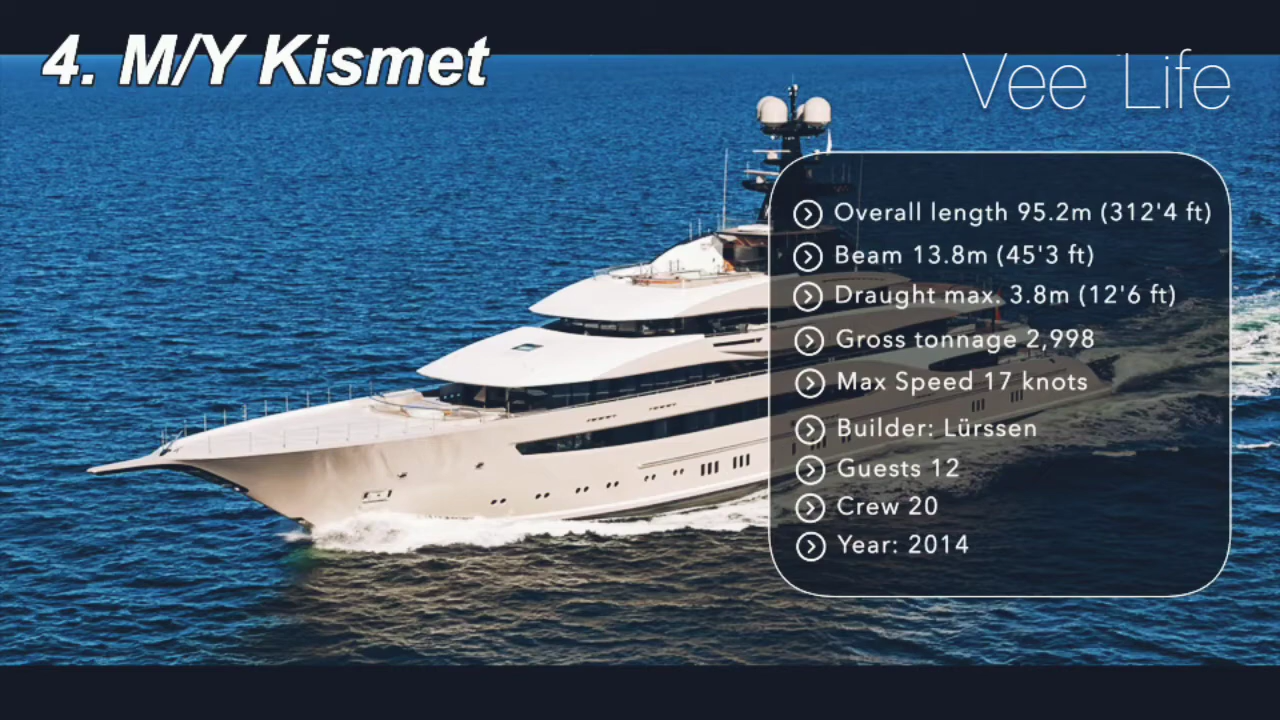 4. M/Y Kismet
Vee Life
Overall length 95.2m (312'4 ft)
Beam 13.8m (45'3 ft)
Draught max. 3.8m (12'6 ft)
Gross tonnage 2,998
Max Speed 17 knots
Builder: Lürssen
Guests 12
Crew 20
Year: 2014